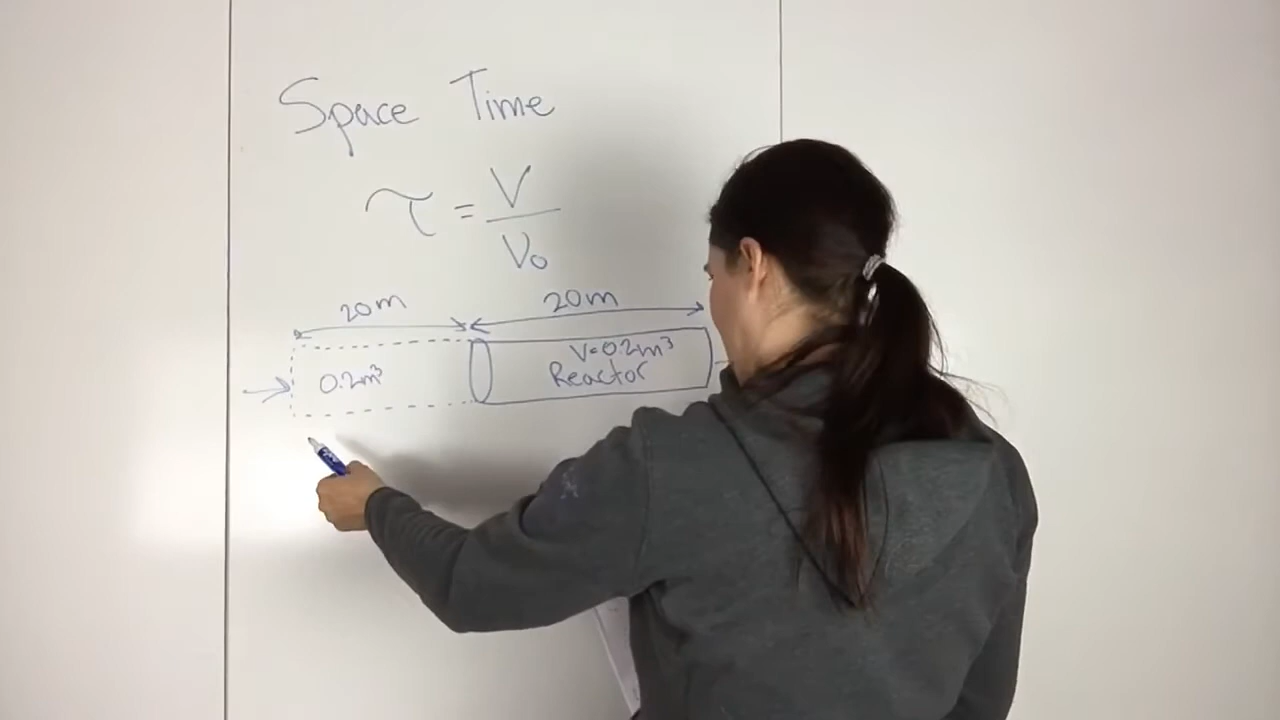 Space Time
τ = V / V₀
20m 20m
0.2m³
V=0.2m³
Reactor